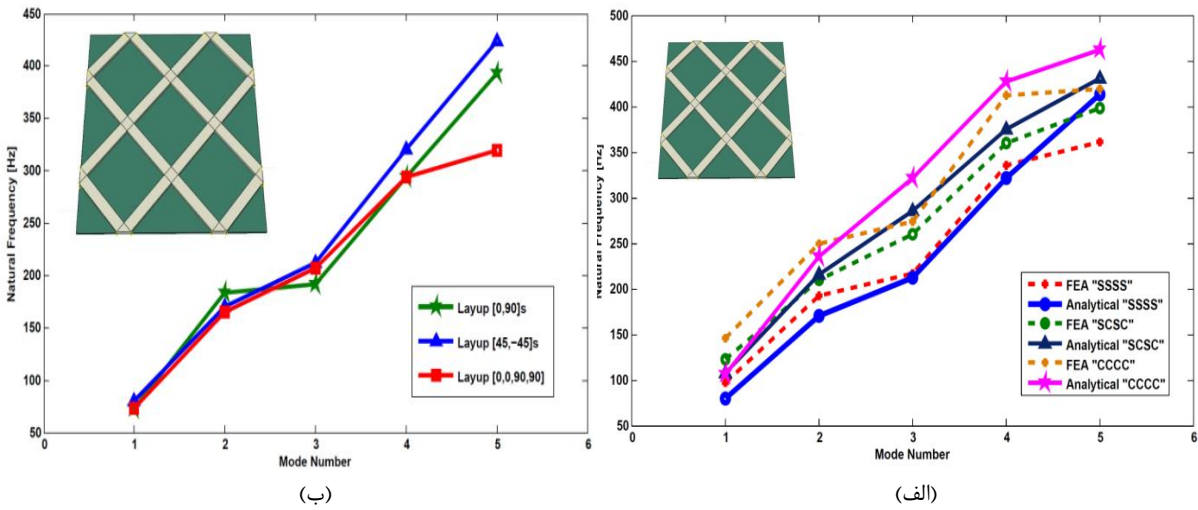 450
400
350
300
250
200
150
100
50
Natural Frequency [Hz]
1
2
3
4
5
6
Mode Number
Layup [0,90]s
Layup [45,−45]s
Layup [0,0,90,90]
(ب)
500
450
400
350
300
250
200
150
100
50
Natural Frequency [Hz]
0
1
2
3
4
5
6
Mode Number
FEA "SSSS"
Analytical "SSSS"
FEA "SCSC"
Analytical "SCSC"
FEA "CCCC"
Analytical "CCCC"
(الف)